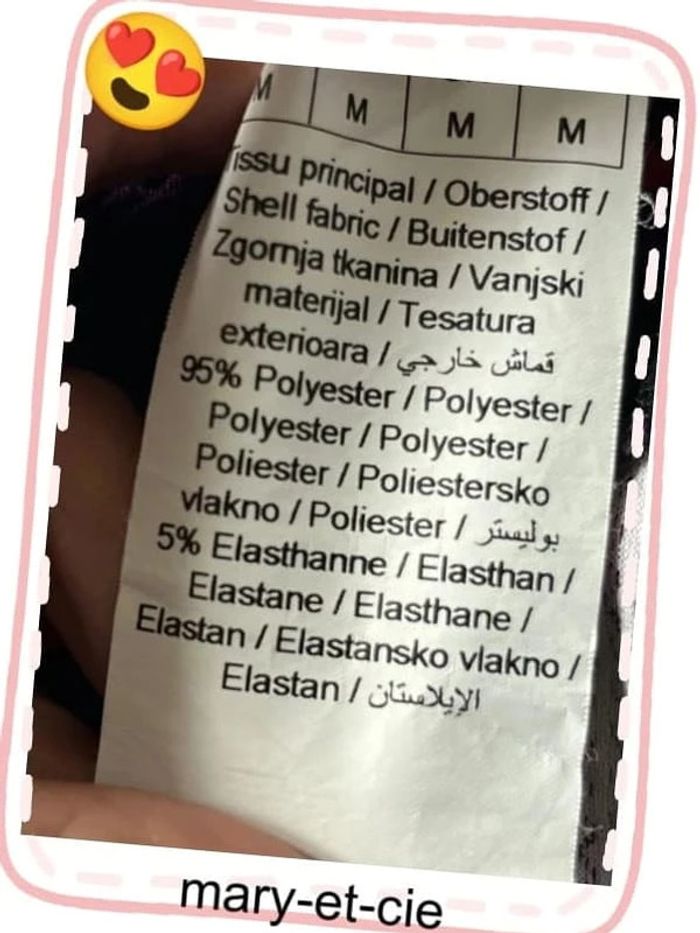 M M M M
Tissu principal / Oberstoff /
Shell fabric / Buitenstof /
Zgornja tkanina / Vanjski
materijal / Tesatura
exterioara / قماش خارجي
95% Polyester / Polyester /
Polyester / Polyester /
Poliester / Poliestersko
vlakno / Poliester / بوليستر
5% Elasthanne / Elasthan /
Elastane / Elasthane /
Elastan / Elastansko vlakno /
Elastan / الإيلاستان
mary-et-cie